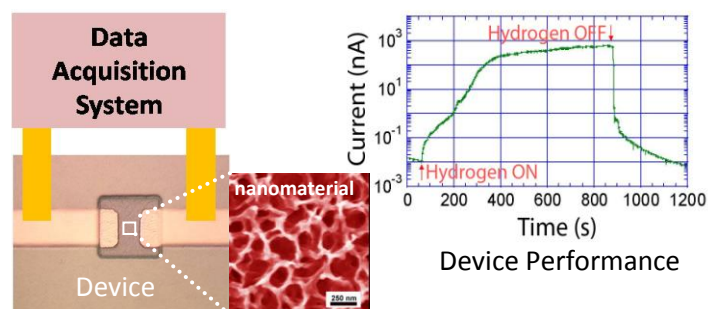 Data
Acquisition
System
Device
nanomaterial
250 nm
Current (nA)
10³
10¹
10⁻¹
10⁻³
Hydrogen OFF
Hydrogen ON
0 200 400 600 800 1000 1200
Time (s)
Device Performance